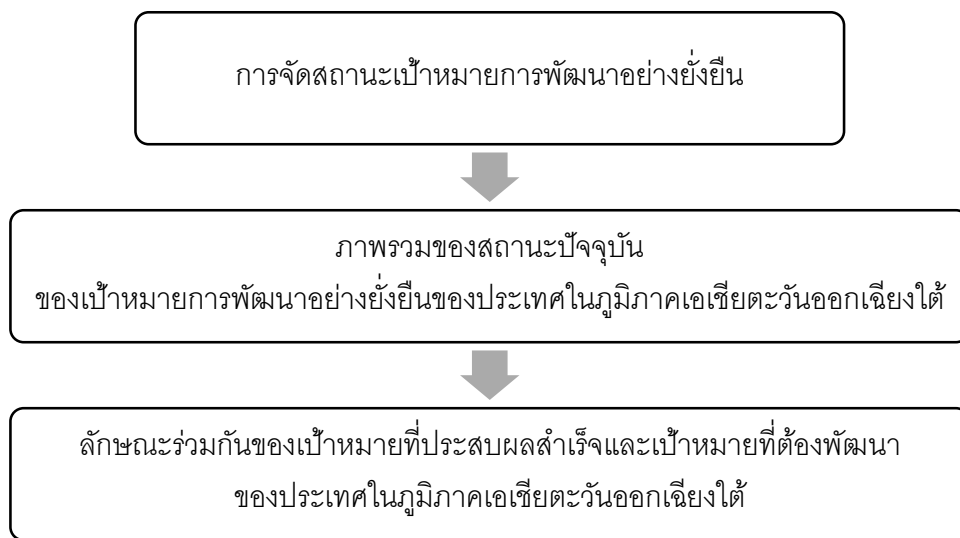 การจัดสถานะเป้าหมายการพัฒนาอย่างยั่งยืน
ภาพรวมของสถานะปัจจุบัน
ของเป้าหมายการพัฒนาอย่างยั่งยืนของประเทศในภูมิภาคเอเชียตะวันออกเฉียงใต้
ลักษณะร่วมกันของเป้าหมายที่ประสบผลสำเร็จและเป้าหมายที่ต้องพัฒนา
ของประเทศในภูมิภาคเอเชียตะวันออกเฉียงใต้